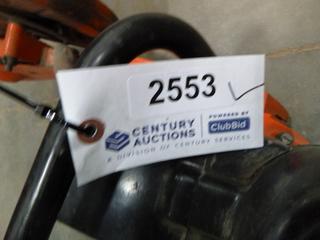 2553
CENTURY
AUCTIONS
A DIVISION OF CENTURY SERVICES
POWERED BY
ClubBid